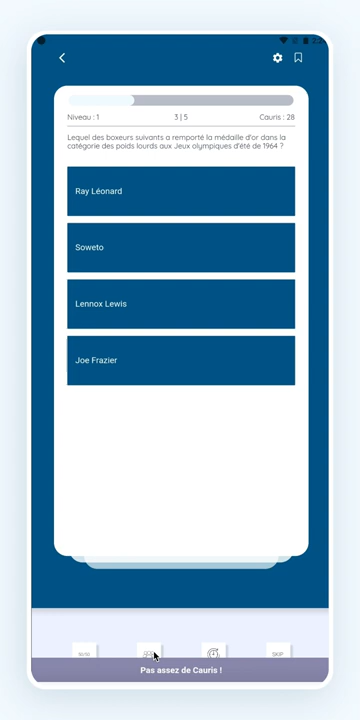 Niveau : 1
3 | 5
Cauris : 28
Lequel des boxeurs suivants a remporté la médaille d'or dans la
catégorie des poids lourds aux Jeux olympiques d'été de 1964 ?
Ray Léonard
Soweto
Lennox Lewis
Joe Frazier
50/50
SKIP
Pas assez de Cauris !